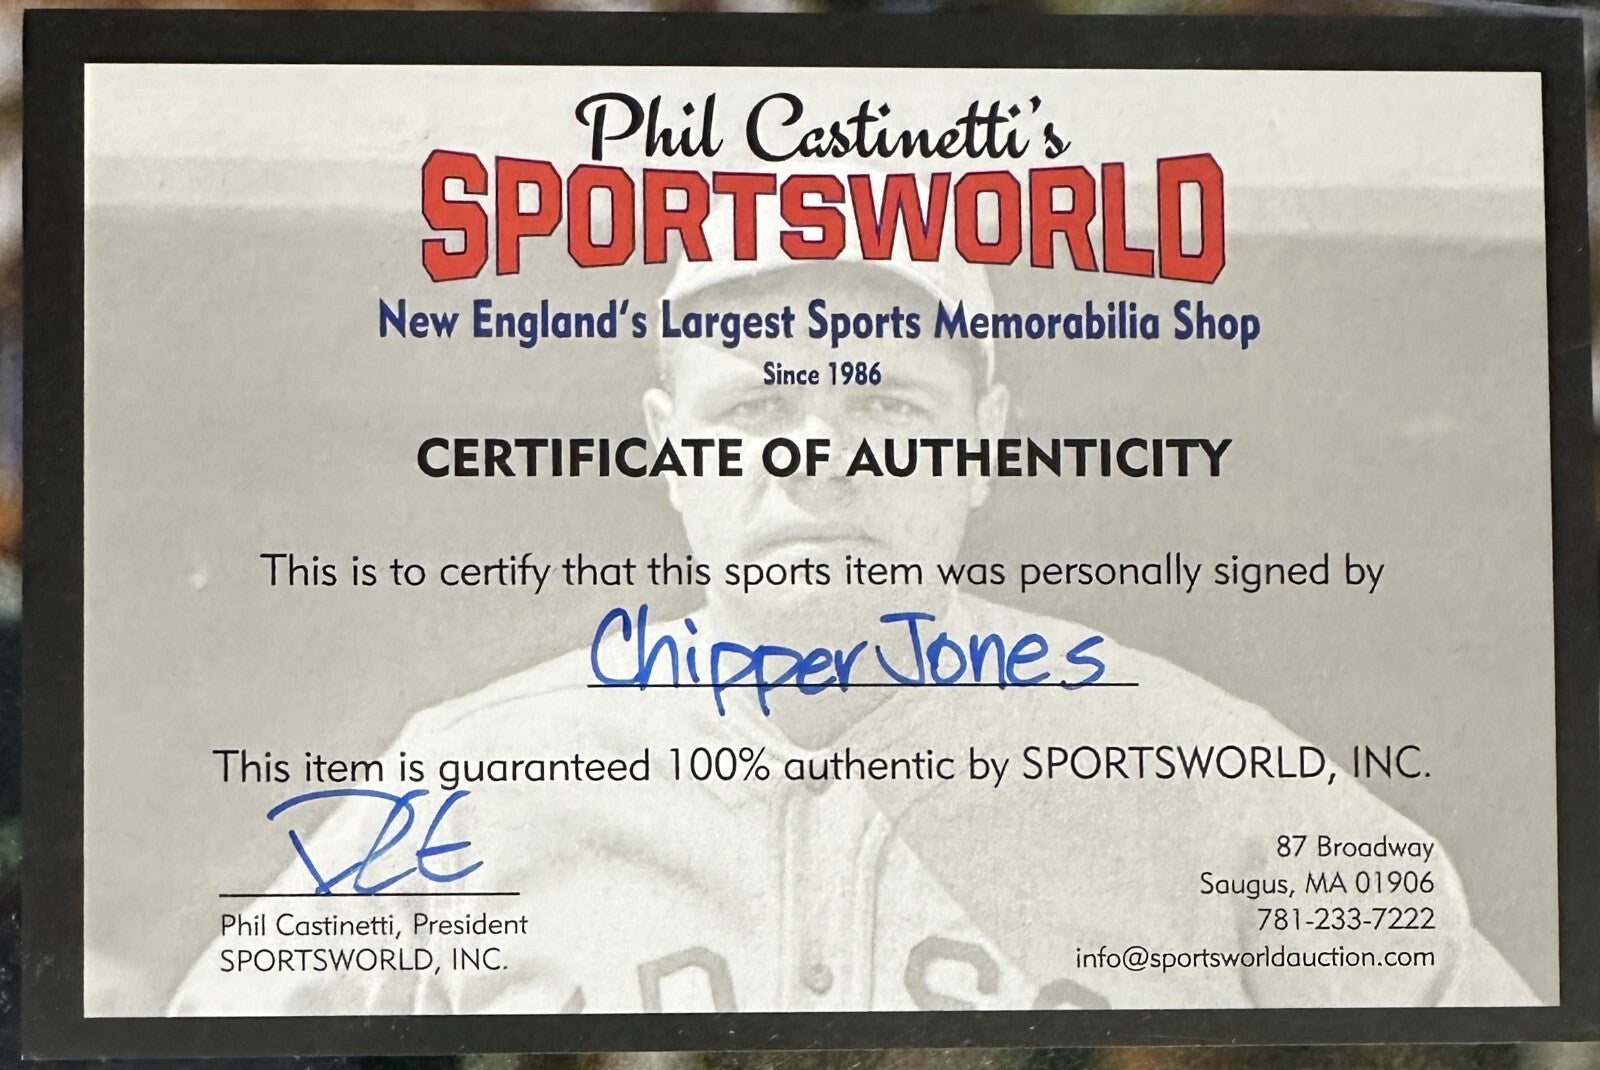 Phil Castinetti's
SPORTSWORLD
New England's Largest Sports Memorabilia Shop
Since 1986
CERTIFICATE OF AUTHENTICITY
This is to certify that this sports item was personally signed by
Chipper Jones
This item is guaranteed 100% authentic by SPORTSWORLD, INC.
Phil Castinetti, President
SPORTSWORLD, INC.
87 Broadway
Saugus, MA 01906
781-233-7222
info@sportsworldauction.com